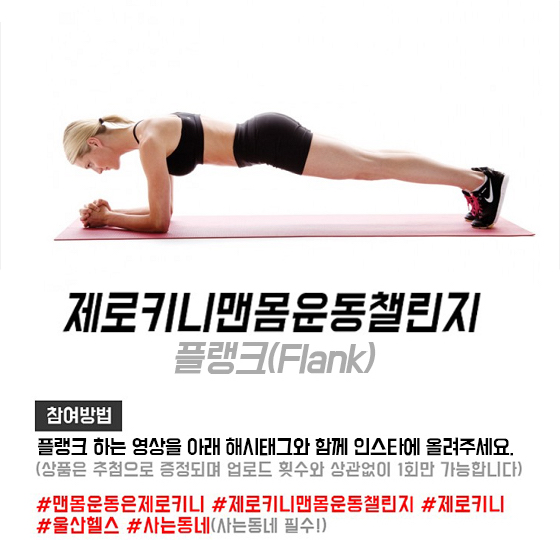 제로키니맨몸운동챌린지
플랭크(Flank)
참여방법
플랭크 하는 영상을 아래 해시태그와 함께 인스타에 올려주세요.
(상품은 추첨으로 증정되며 업로드 횟수와 상관없이 1회만 가능합니다)
#맨몸운동은제로키니 #제로키니맨몸운동챌린지 #제로키니
#울산헬스 #사는동네(사는동네 필수!)